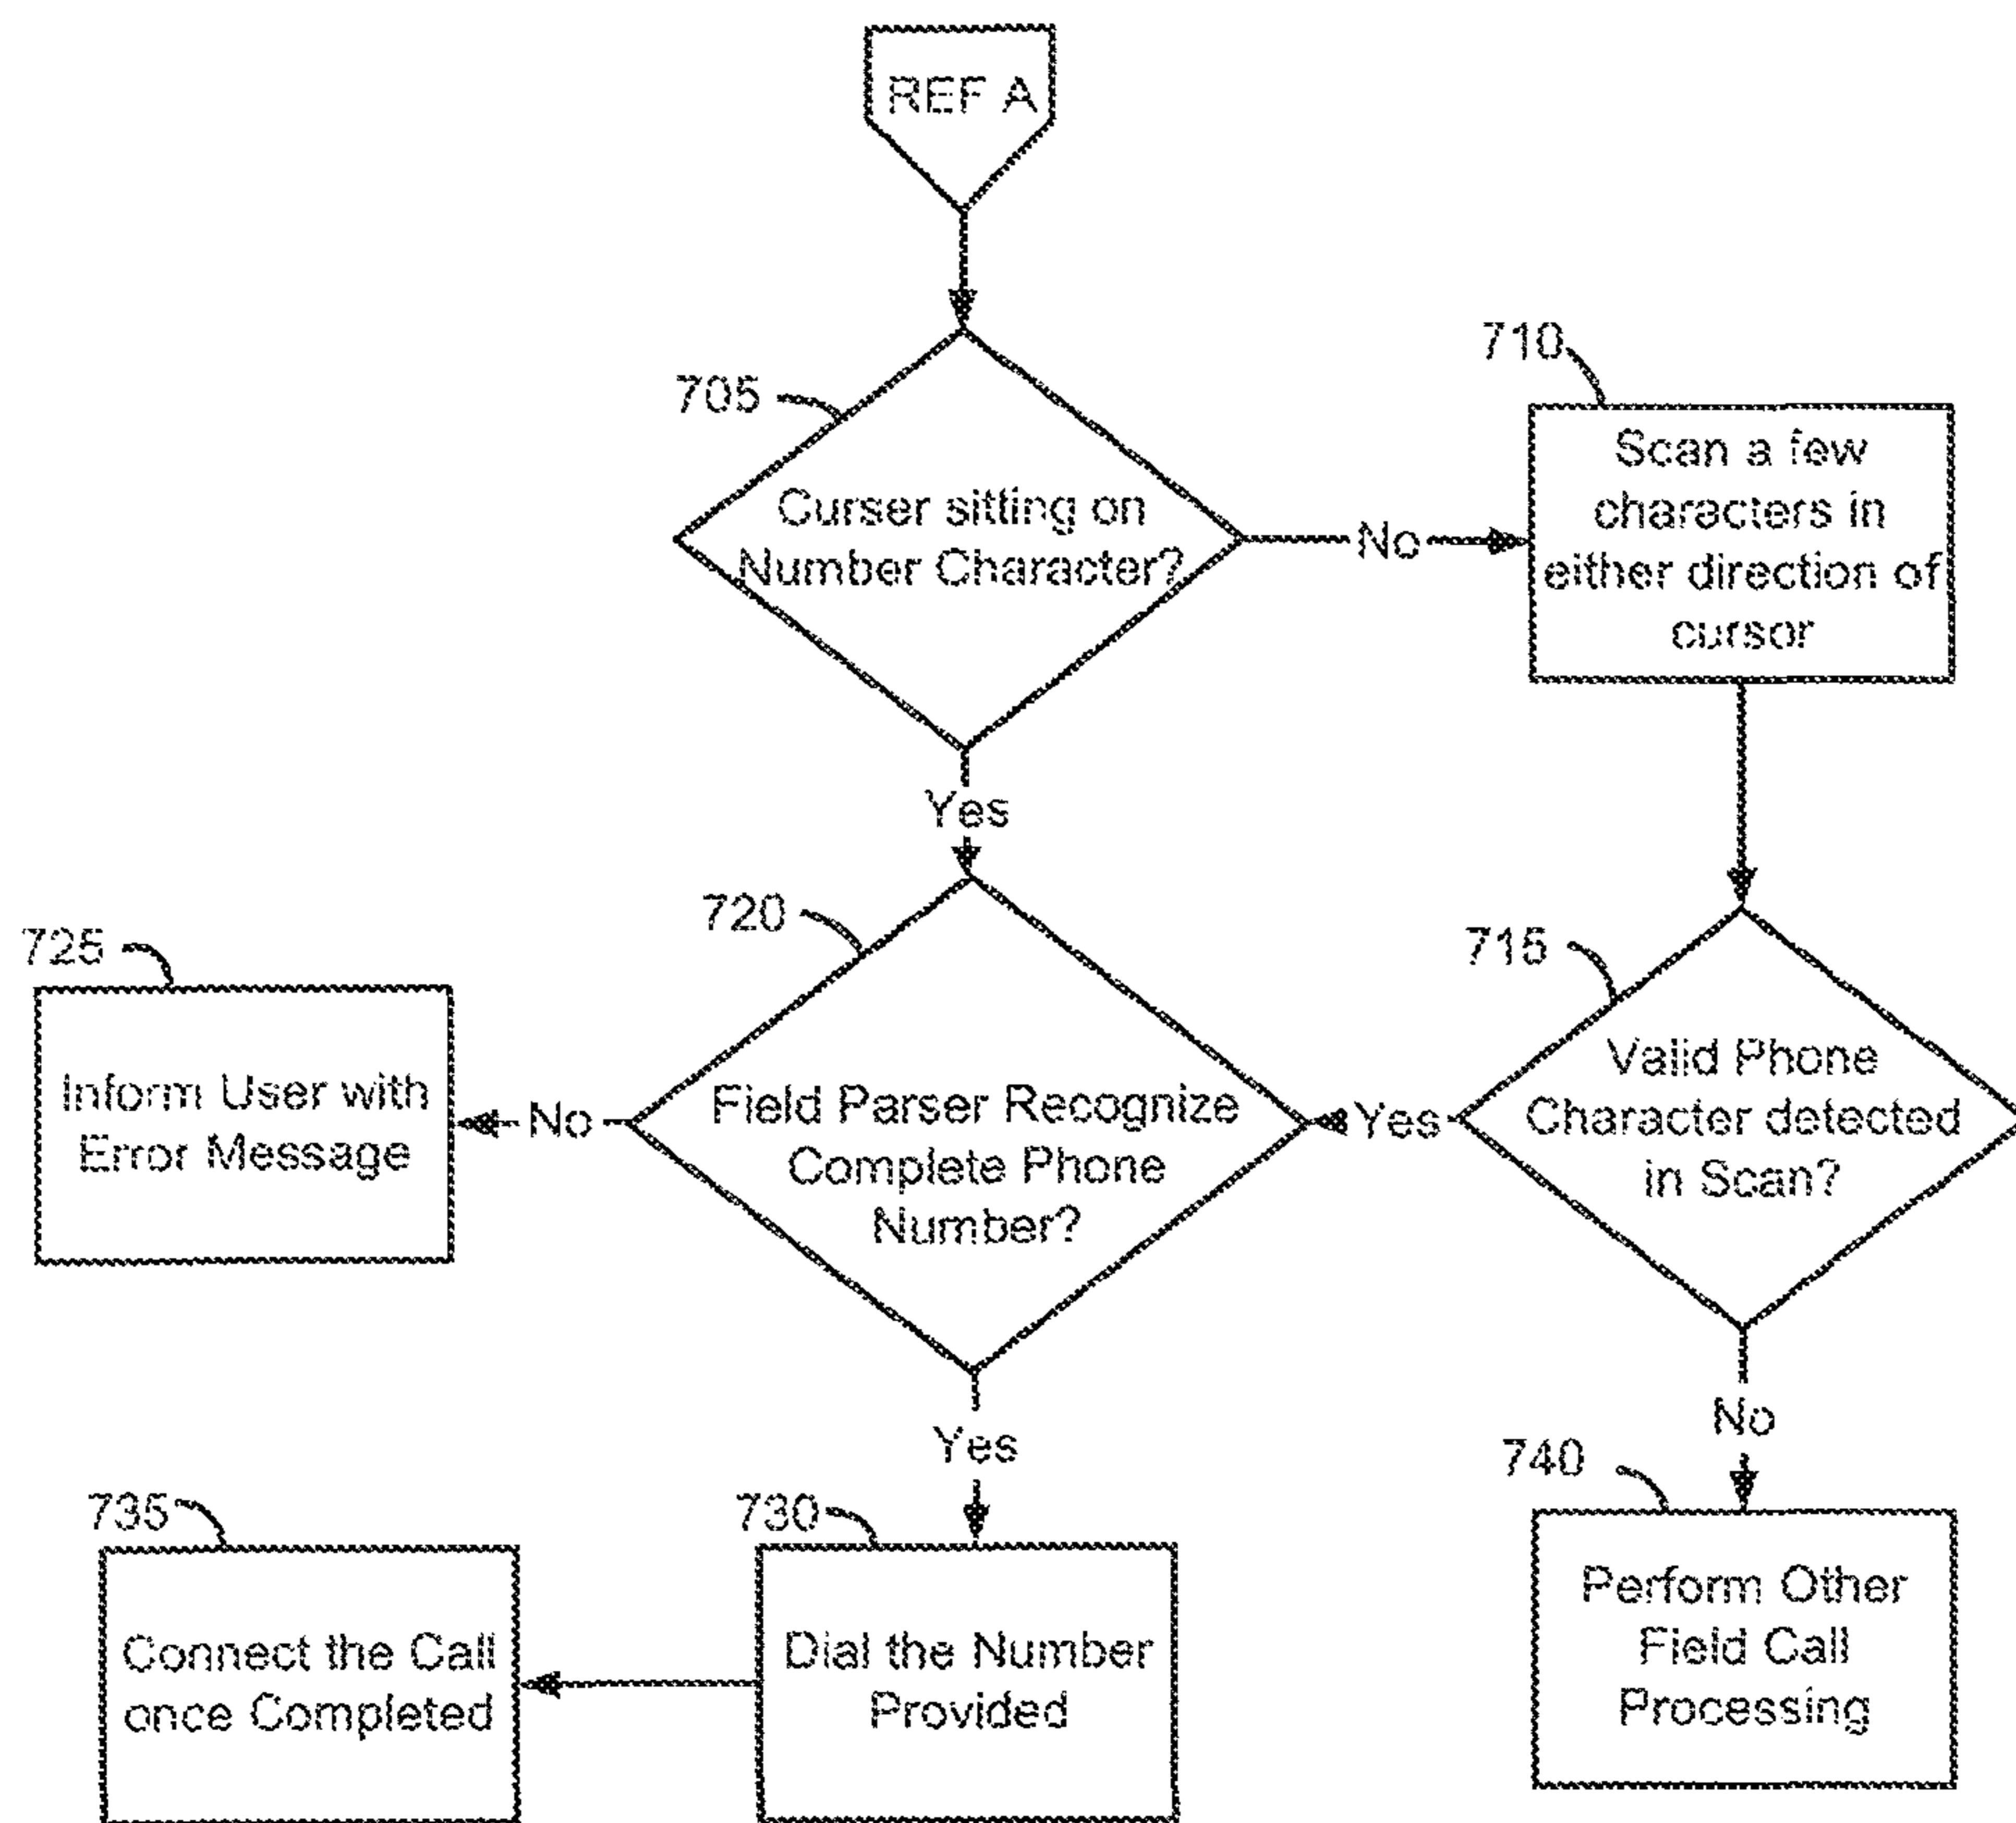 REF A
705
Curser sitting on
Number Character?
No
710
Scan a few
characters in
either direction of
cursor
Yes
720
Field Parser Recognize
Complete Phone
Number?
715
Valid Phone
Character detected
in Scan?
Yes
No
725
Inform User with
Error Message
Yes
No
730
Dial the Number
Provided
735
Connect the Call
once Completed
740
Perform Other
Field Call
Processing